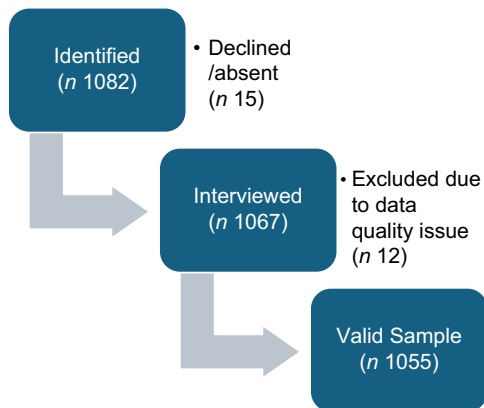 Identified
(n 1082)
• Declined
/absent
(n 15)
Interviewed
(n 1067)
• Excluded due
to data
quality issue
(n 12)
Valid Sample
(n 1055)